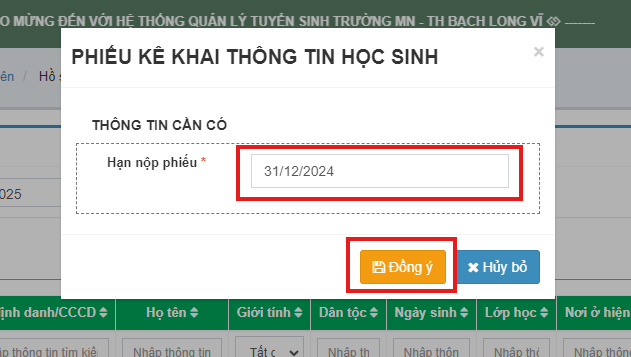 O MỪNG ĐẾN VỚI HỆ THỐNG QUẢN LÝ TUYỂN SINH TRƯỜNG MN - TH BẠCH LONG VĨ
PHIẾU KÊ KHAI THÔNG TIN HỌC SINH ×
ên / Hồ s
THÔNG TIN CẦN CÓ
Hạn nộp phiếu * 31/12/2024
025
Đồng ý Hủy bỏ
ịnh danh/CCCD Họ tên Giới tính Dân tộc Ngày sinh Lớp học Nơi ở hiện
hập thông tin tìm kiế Nhập thông tin Tất c Nhập th Nhập thôn Nhập thô Nhập thông